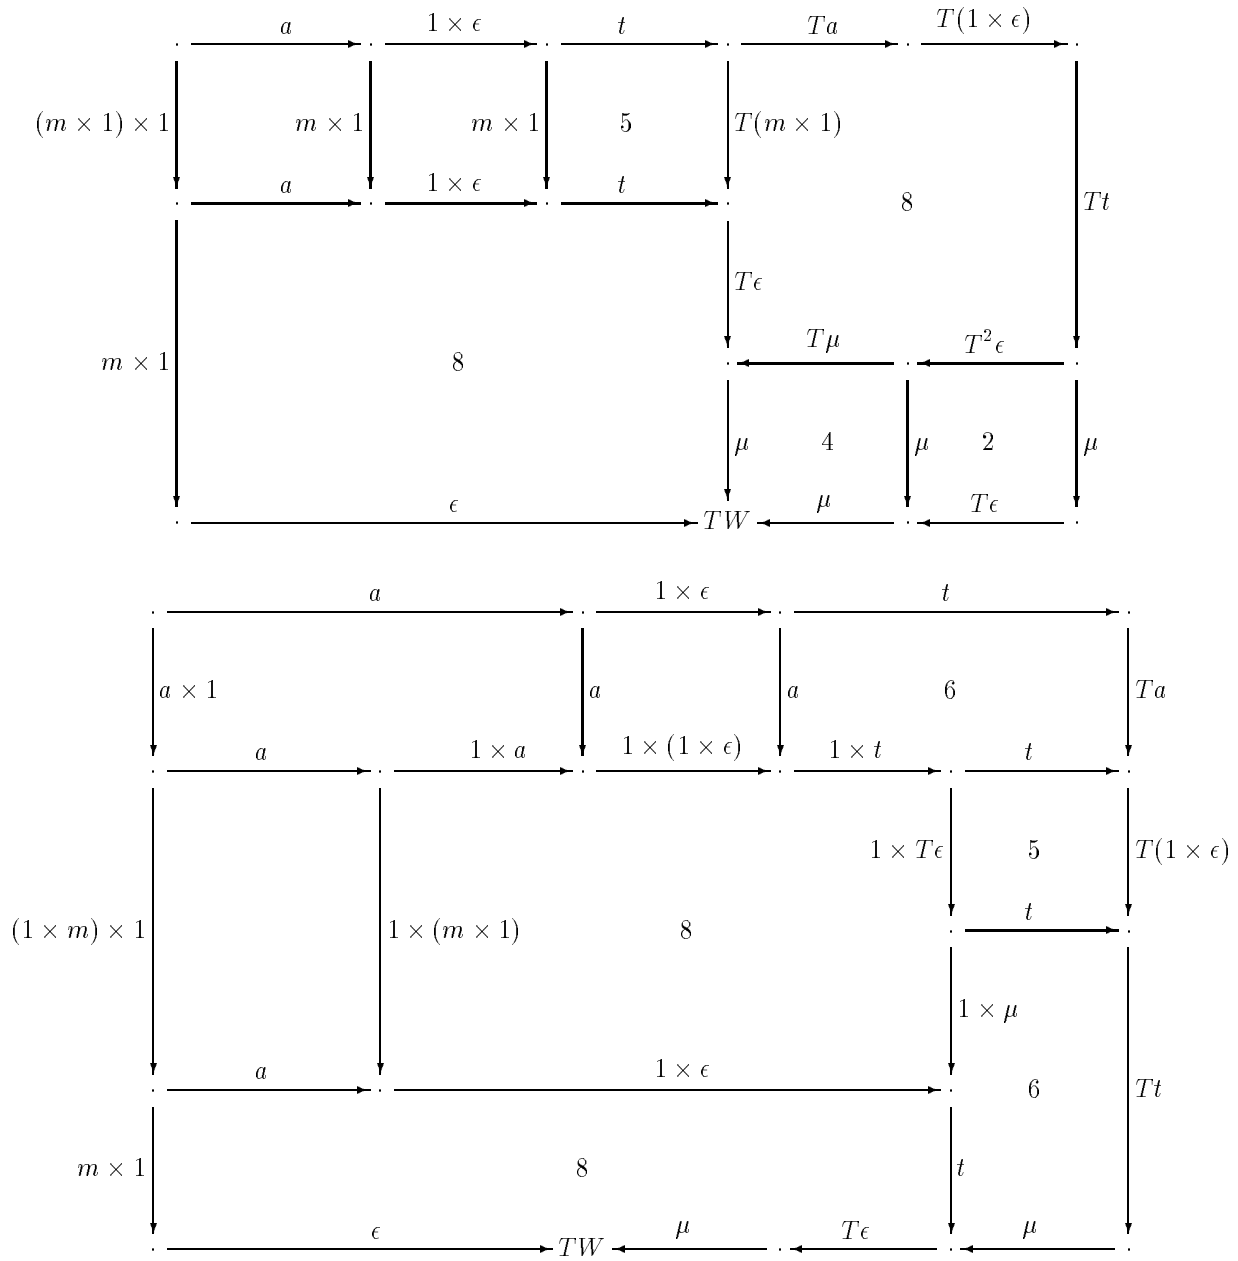 a 1 × ϵ t Ta T(1 × ϵ)
(m × 1) × 1 m × 1 m × 1 5 T(m × 1)
a 1 × ϵ t
8 Tt
Tϵ
Tμ T²ϵ
m × 1 8
μ 4 μ 2 μ
ϵ TW μ Tϵ
a 1 × ϵ t
a × 1 a a 6 Ta
a 1 × a 1 × (1 × ϵ) 1 × t t
1 × Tϵ 5 T(1 × ϵ)
(1 × m) × 1 1 × (m × 1) 8 t
1 × μ
a 1 × ϵ 6 Tt
m × 1 8 t
ϵ TW μ Tϵ μ